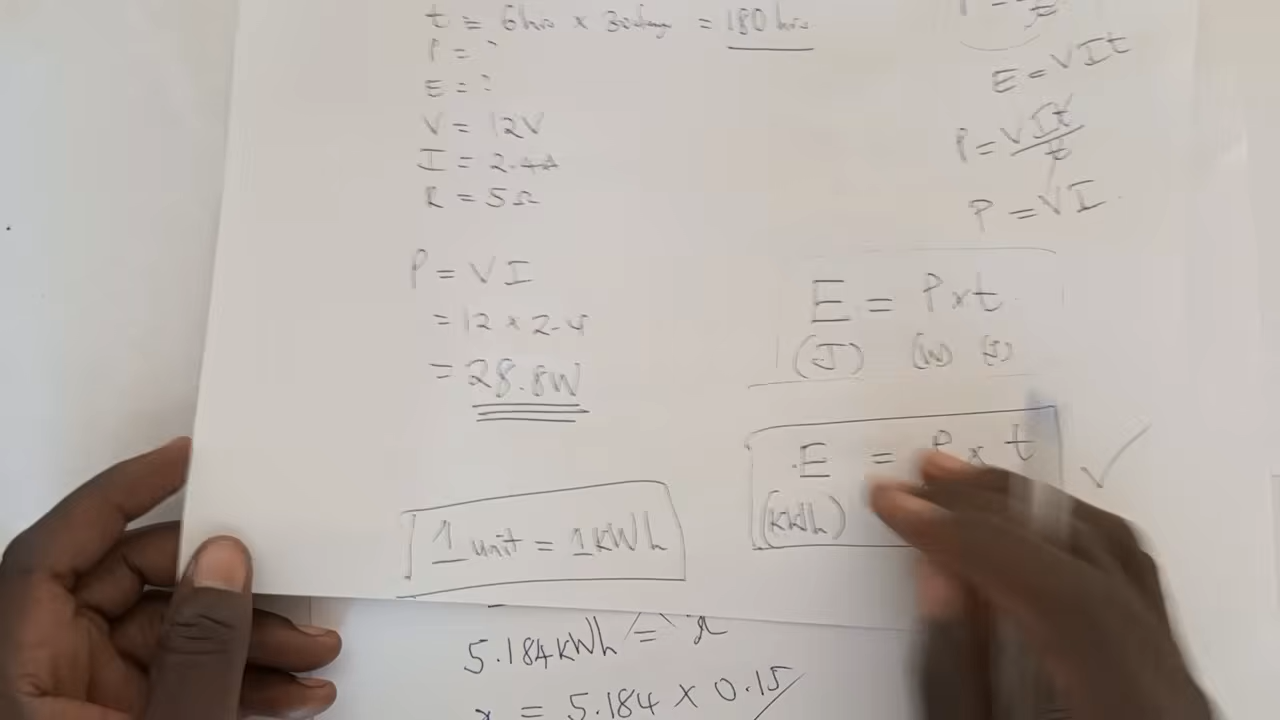 t = 6hrs × 30days = 180 hrs
P = ?
E = ?
V = 12V
I = 2.4A
R = 5Ω
P = VI
= 12 × 2.4
= 28.8W
1 unit = 1kWh
E = VIt
P = VIt/t
P = VI
E = P×t
(J) (W) (s)
E = P × t
(kWh)
5.184kWh = x
x = 5.184 × 0.15